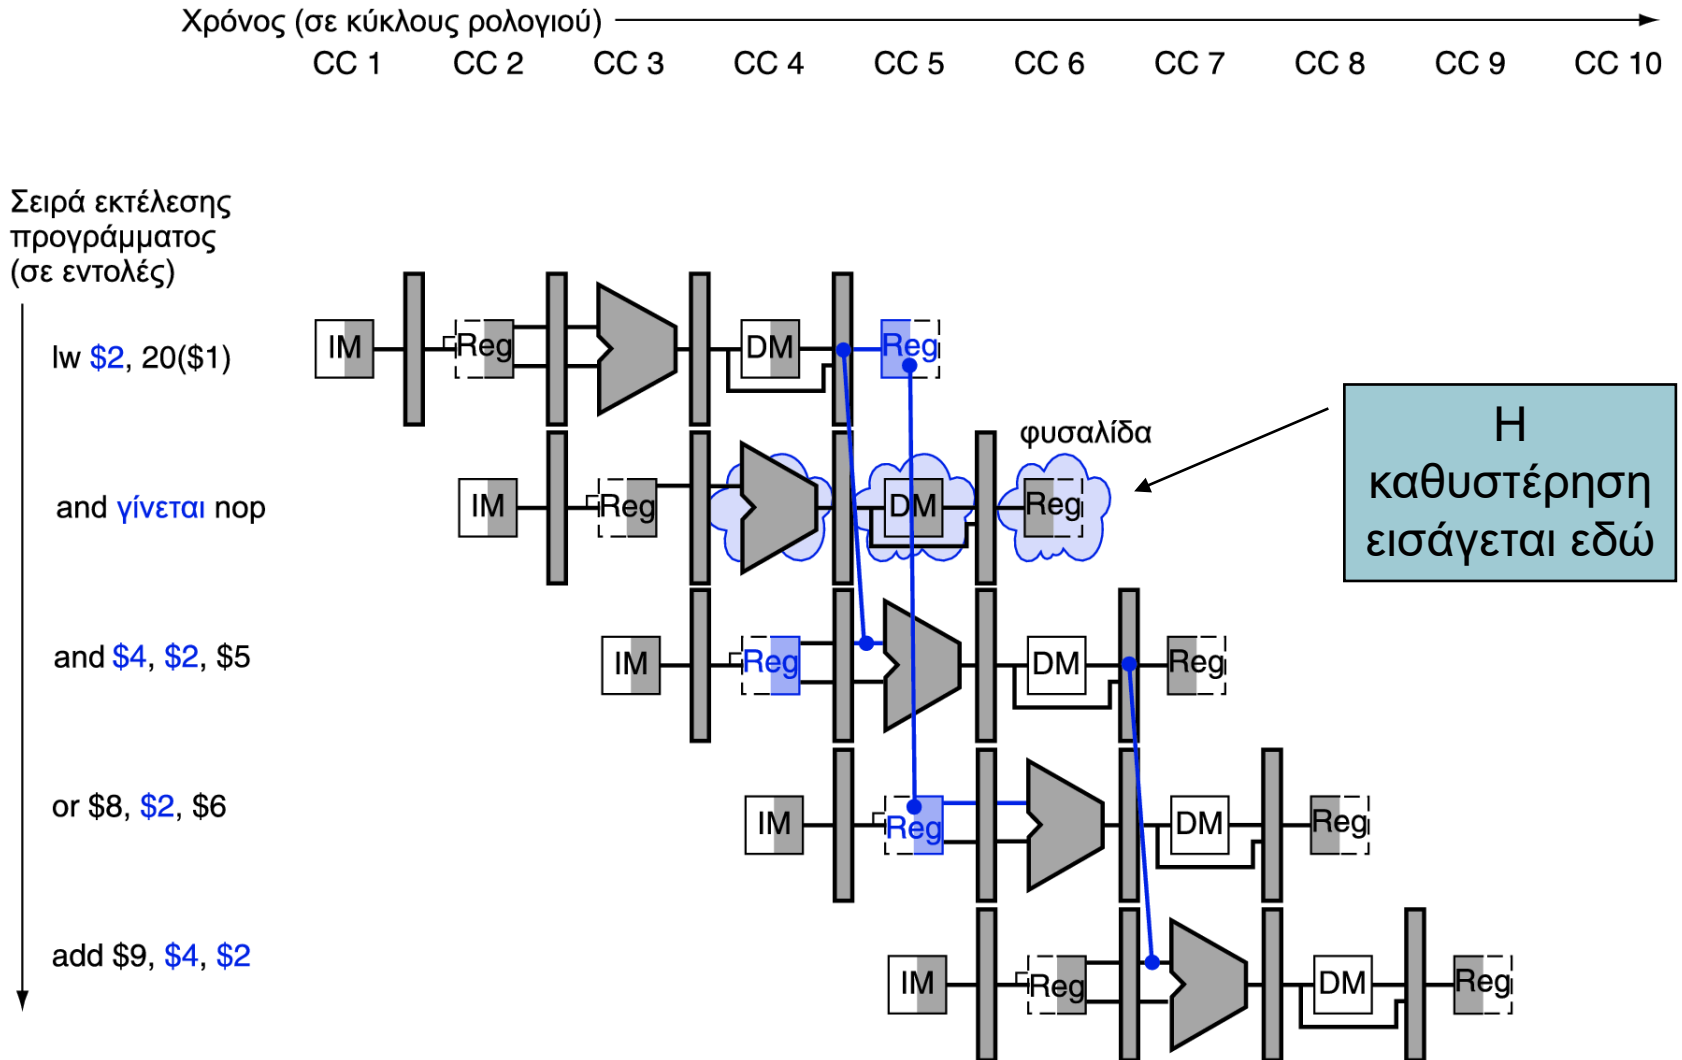 Χρόνος (σε κύκλους ρολογιού)
CC 1 CC 2 CC 3 CC 4 CC 5 CC 6 CC 7 CC 8 CC 9 CC 10
Σειρά εκτέλεσης
προγράμματος
(σε εντολές)
lw $2, 20($1)
IM Reg DM Reg
φυσαλίδα
Η
καθυστέρηση
εισάγεται εδώ
and γίνεται nop
IM Reg DM Reg
and $4, $2, $5
IM Reg DM Reg
or $8, $2, $6
IM Reg DM Reg
add $9, $4, $2
IM Reg DM Reg